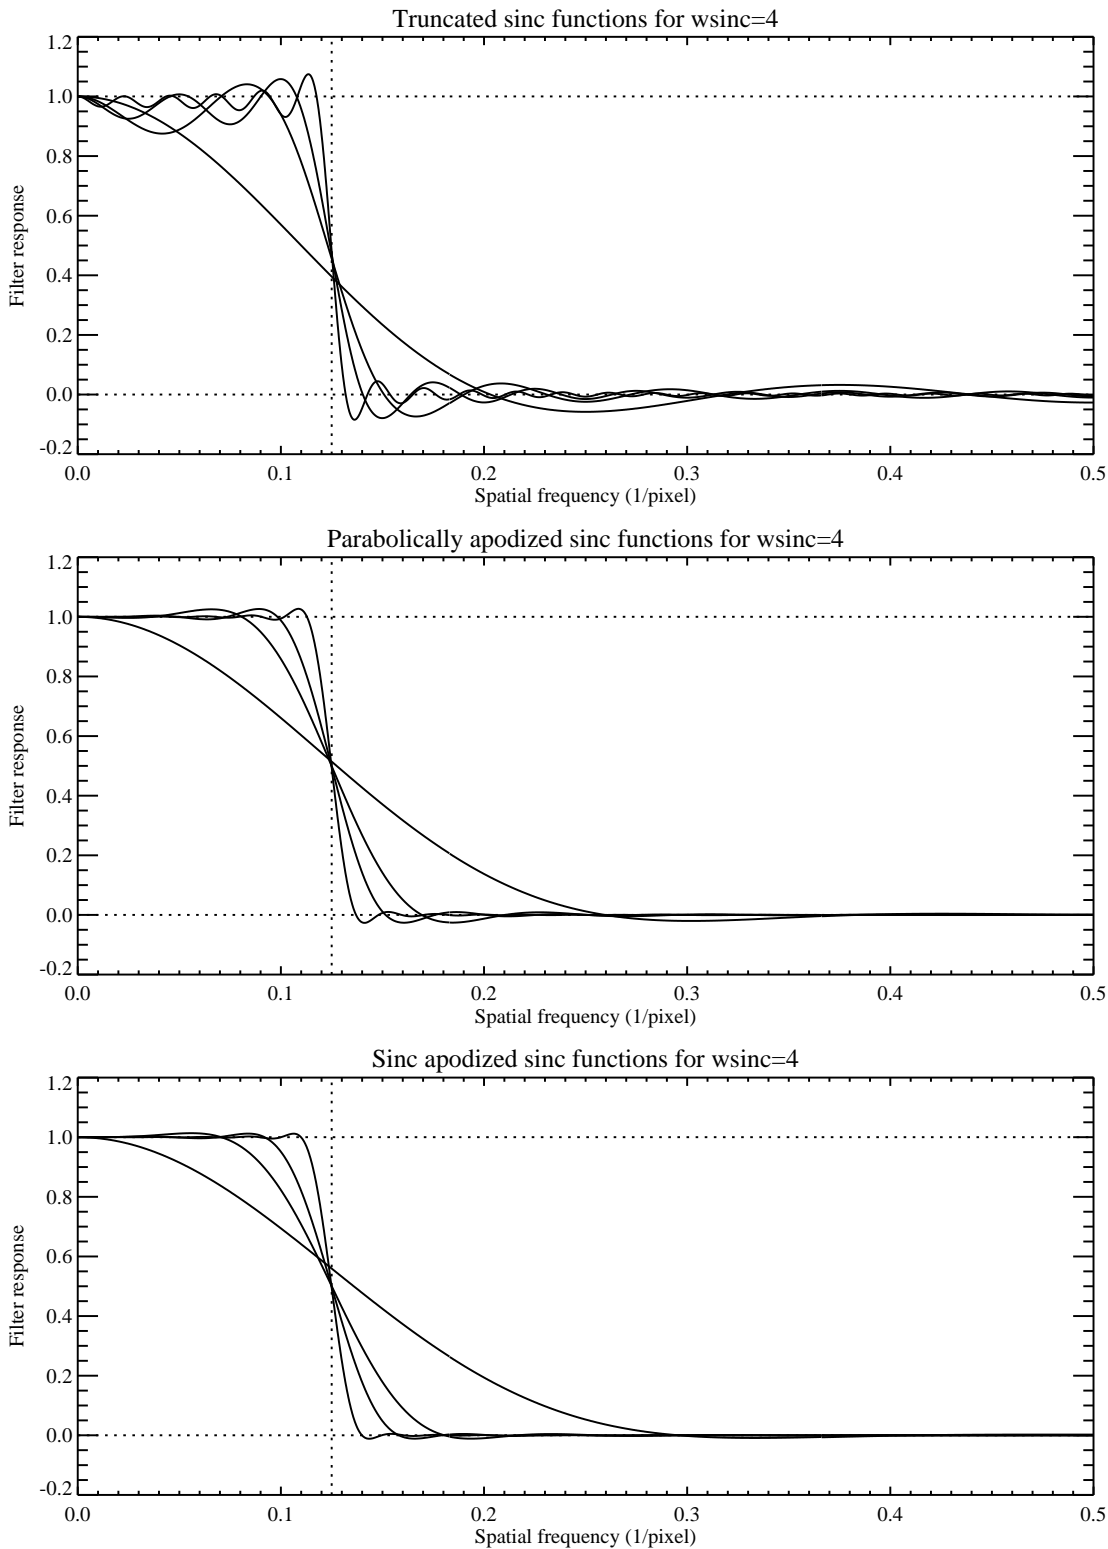 Truncated sinc functions for wsinc=4
1.2
1.0
0.8
0.6
0.4
0.2
0.0
-0.2
Filter response
0.0 0.1 0.2 0.3 0.4 0.5
Spatial frequency (1/pixel)
Parabolically apodized sinc functions for wsinc=4
1.2
1.0
0.8
0.6
0.4
0.2
0.0
-0.2
Filter response
0.0 0.1 0.2 0.3 0.4 0.5
Spatial frequency (1/pixel)
Sinc apodized sinc functions for wsinc=4
1.2
1.0
0.8
0.6
0.4
0.2
0.0
-0.2
Filter response
0.0 0.1 0.2 0.3 0.4 0.5
Spatial frequency (1/pixel)